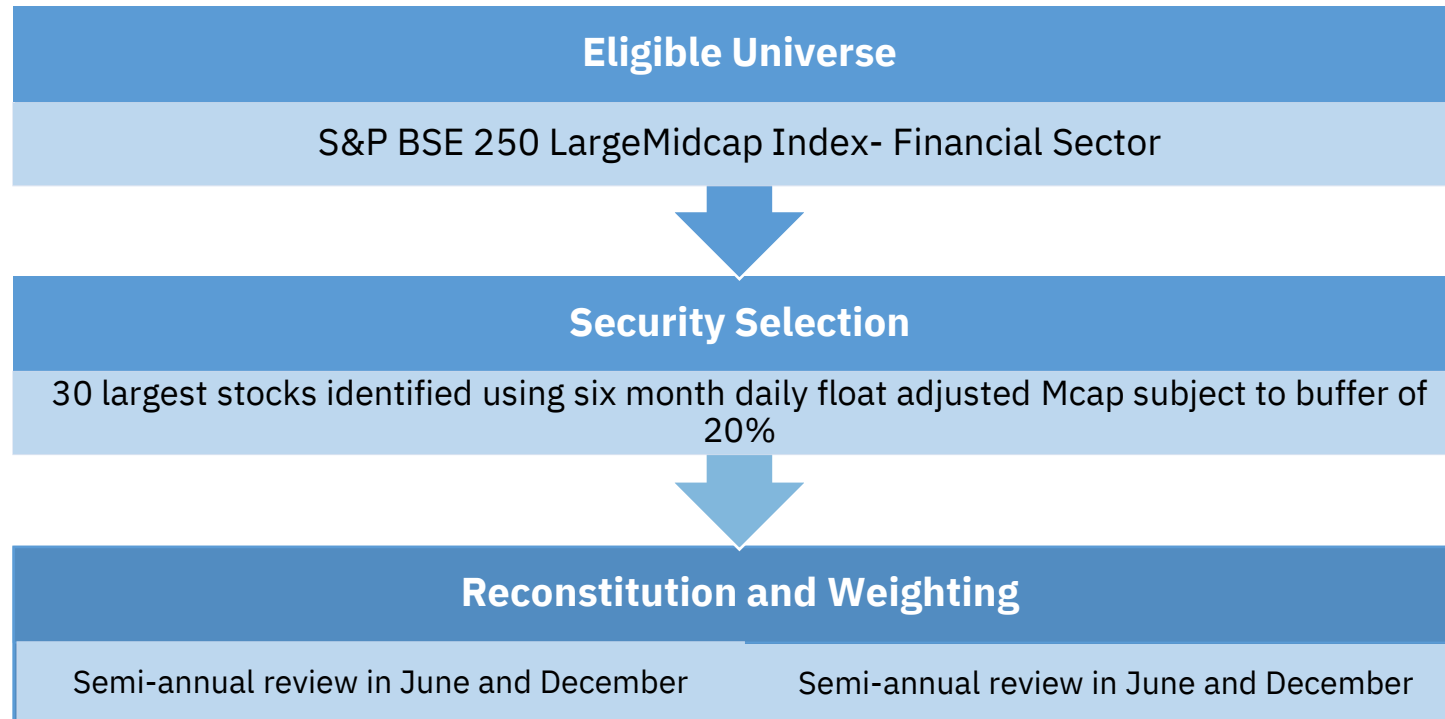 Eligible Universe
S&P BSE 250 LargeMidcap Index- Financial Sector
Security Selection
30 largest stocks identified using six month daily float adjusted Mcap subject to buffer of
20%
Reconstitution and Weighting
Semi-annual review in June and December
Semi-annual review in June and December